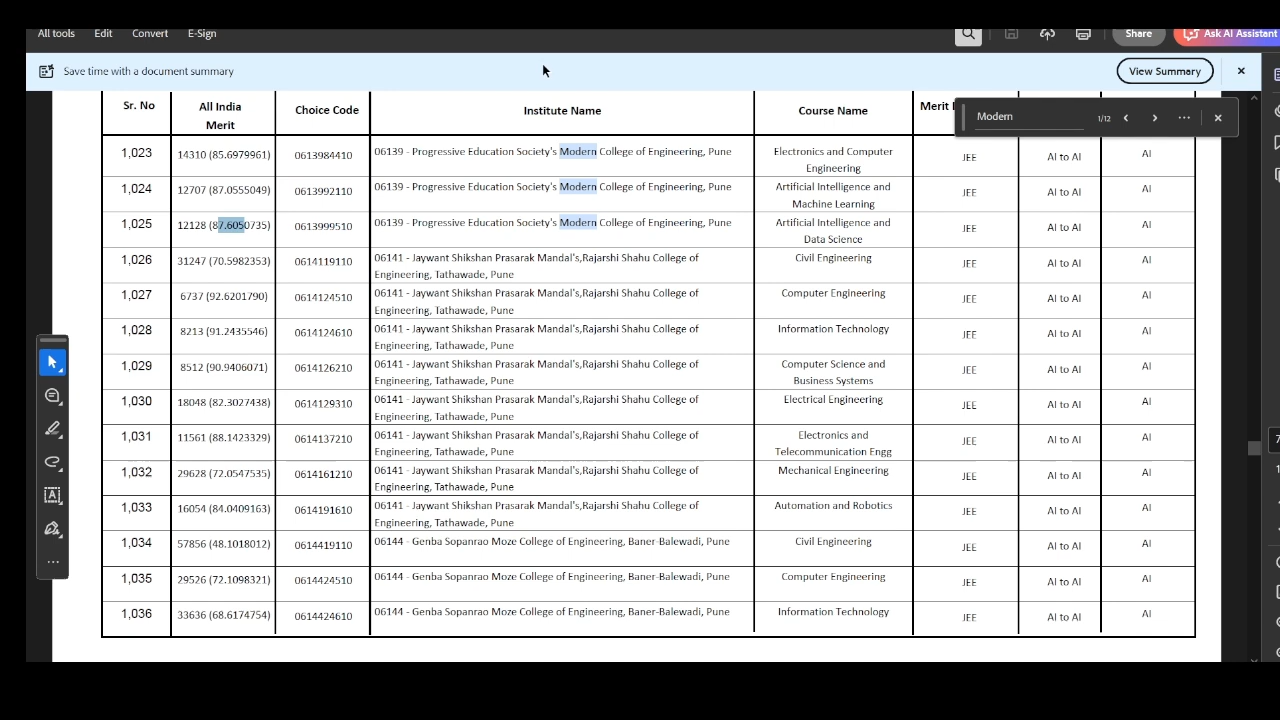 All tools Edit Convert E-Sign Share Ask AI Assistant
Save time with a document summary View Summary
Modern 1/12
Sr. No All India Merit Choice Code Institute Name Course Name Merit
1,023 14310 (85.6979961) 0613984410 06139 - Progressive Education Society's Modern College of Engineering, Pune Electronics and Computer Engineering JEE AI to AI AI
1,024 12707 (87.0555049) 0613992110 06139 - Progressive Education Society's Modern College of Engineering, Pune Artificial Intelligence and Machine Learning JEE AI to AI AI
1,025 12128 (87.6050735) 0613999510 06139 - Progressive Education Society's Modern College of Engineering, Pune Artificial Intelligence and Data Science JEE AI to AI AI
1,026 31247 (70.5982353) 0614119110 06141 - Jaywant Shikshan Prasarak Mandal's,Rajarshi Shahu College of Engineering, Tathawade, Pune Civil Engineering JEE AI to AI AI
1,027 6737 (92.6201790) 0614124510 06141 - Jaywant Shikshan Prasarak Mandal's,Rajarshi Shahu College of Engineering, Tathawade, Pune Computer Engineering JEE AI to AI AI
1,028 8213 (91.2435546) 0614124610 06141 - Jaywant Shikshan Prasarak Mandal's,Rajarshi Shahu College of Engineering, Tathawade, Pune Information Technology JEE AI to AI AI
1,029 8512 (90.9406071) 0614126210 06141 - Jaywant Shikshan Prasarak Mandal's,Rajarshi Shahu College of Engineering, Tathawade, Pune Computer Science and Business Systems JEE AI to AI AI
1,030 18048 (82.3027438) 0614129310 06141 - Jaywant Shikshan Prasarak Mandal's,Rajarshi Shahu College of Engineering, Tathawade, Pune Electrical Engineering JEE AI to AI AI
1,031 11561 (88.1423329) 0614137210 06141 - Jaywant Shikshan Prasarak Mandal's,Rajarshi Shahu College of Engineering, Tathawade, Pune Electronics and Telecommunication Engg JEE AI to AI AI
1,032 29628 (72.0547535) 0614161210 06141 - Jaywant Shikshan Prasarak Mandal's,Rajarshi Shahu College of Engineering, Tathawade, Pune Mechanical Engineering JEE AI to AI AI
1,033 16054 (84.0409163) 0614191610 06141 - Jaywant Shikshan Prasarak Mandal's,Rajarshi Shahu College of Engineering, Tathawade, Pune Automation and Robotics JEE AI to AI AI
1,034 57856 (48.1018012) 0614419110 06144 - Genba Sopanrao Moze College of Engineering, Baner-Balewadi, Pune Civil Engineering JEE AI to AI AI
1,035 29526 (72.1098321) 0614424510 06144 - Genba Sopanrao Moze College of Engineering, Baner-Balewadi, Pune Computer Engineering JEE AI to AI AI
1,036 33636 (68.6174754) 0614424610 06144 - Genba Sopanrao Moze College of Engineering, Baner-Balewadi, Pune Information Technology JEE AI to AI AI